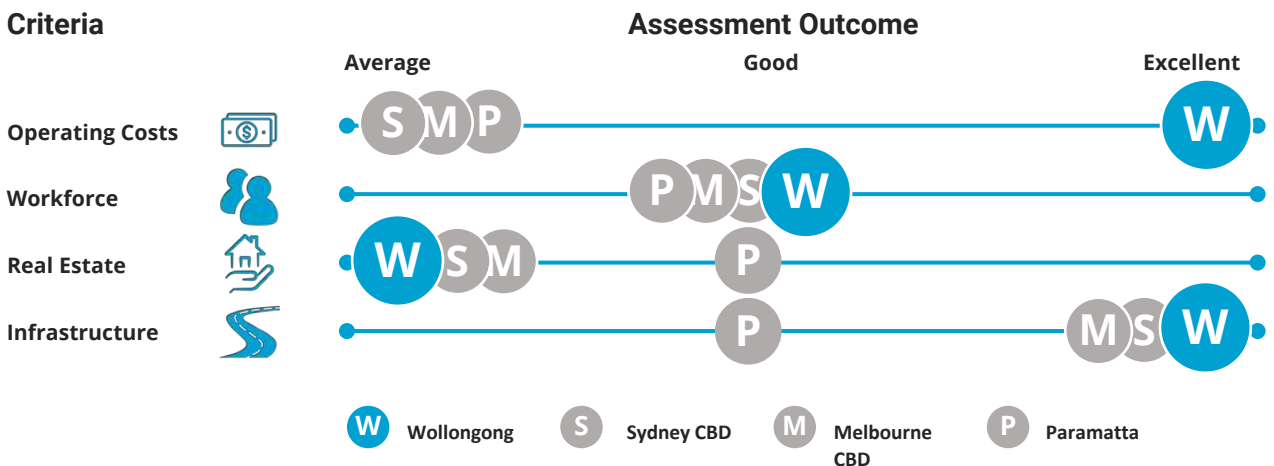 Criteria
Assessment Outcome
Average Good Excellent
Operating Costs $ S M P W
Workforce P M S W
Real Estate W S M P
Infrastructure P M S W
W Wollongong S Sydney CBD M Melbourne P Paramatta
CBD